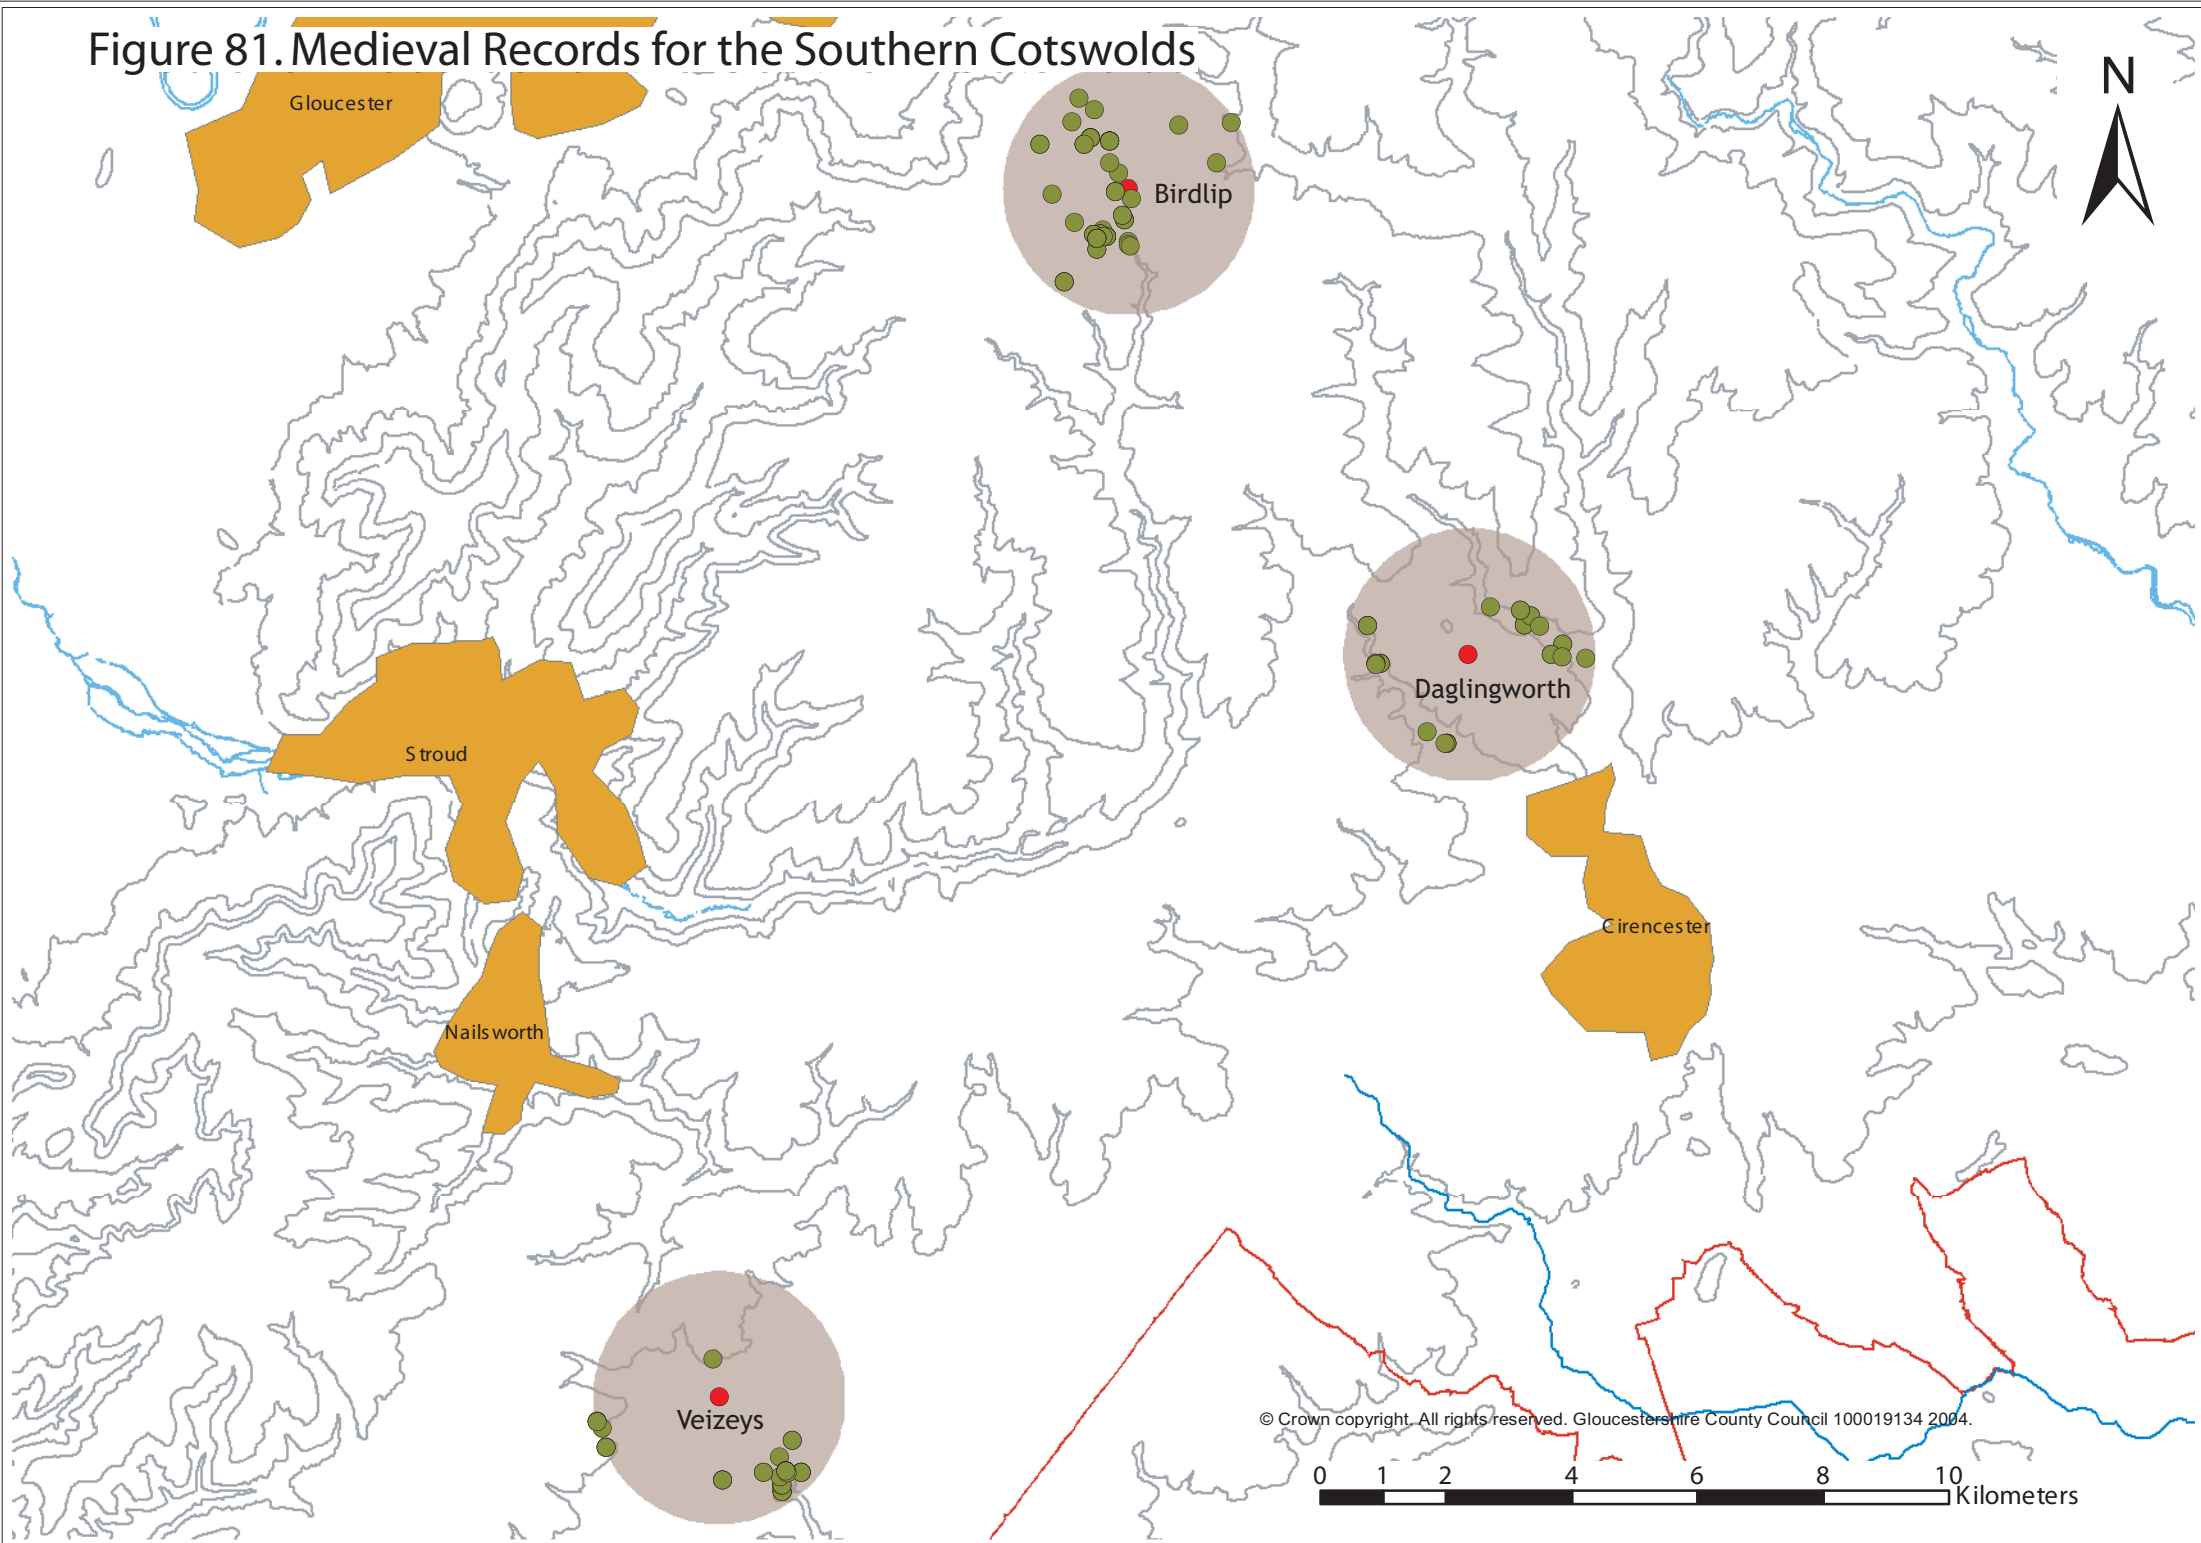 Figure 81. Medieval Records for the Southern Cotswolds
N
Gloucester
Birdlip
Daglingworth
Stroud
Cirencester
Nailsworth
Veizeys
© Crown copyright. All rights reserved. Gloucestershire County Council 100019134 2004.
0 1 2 4 6 8 10
Kilometers